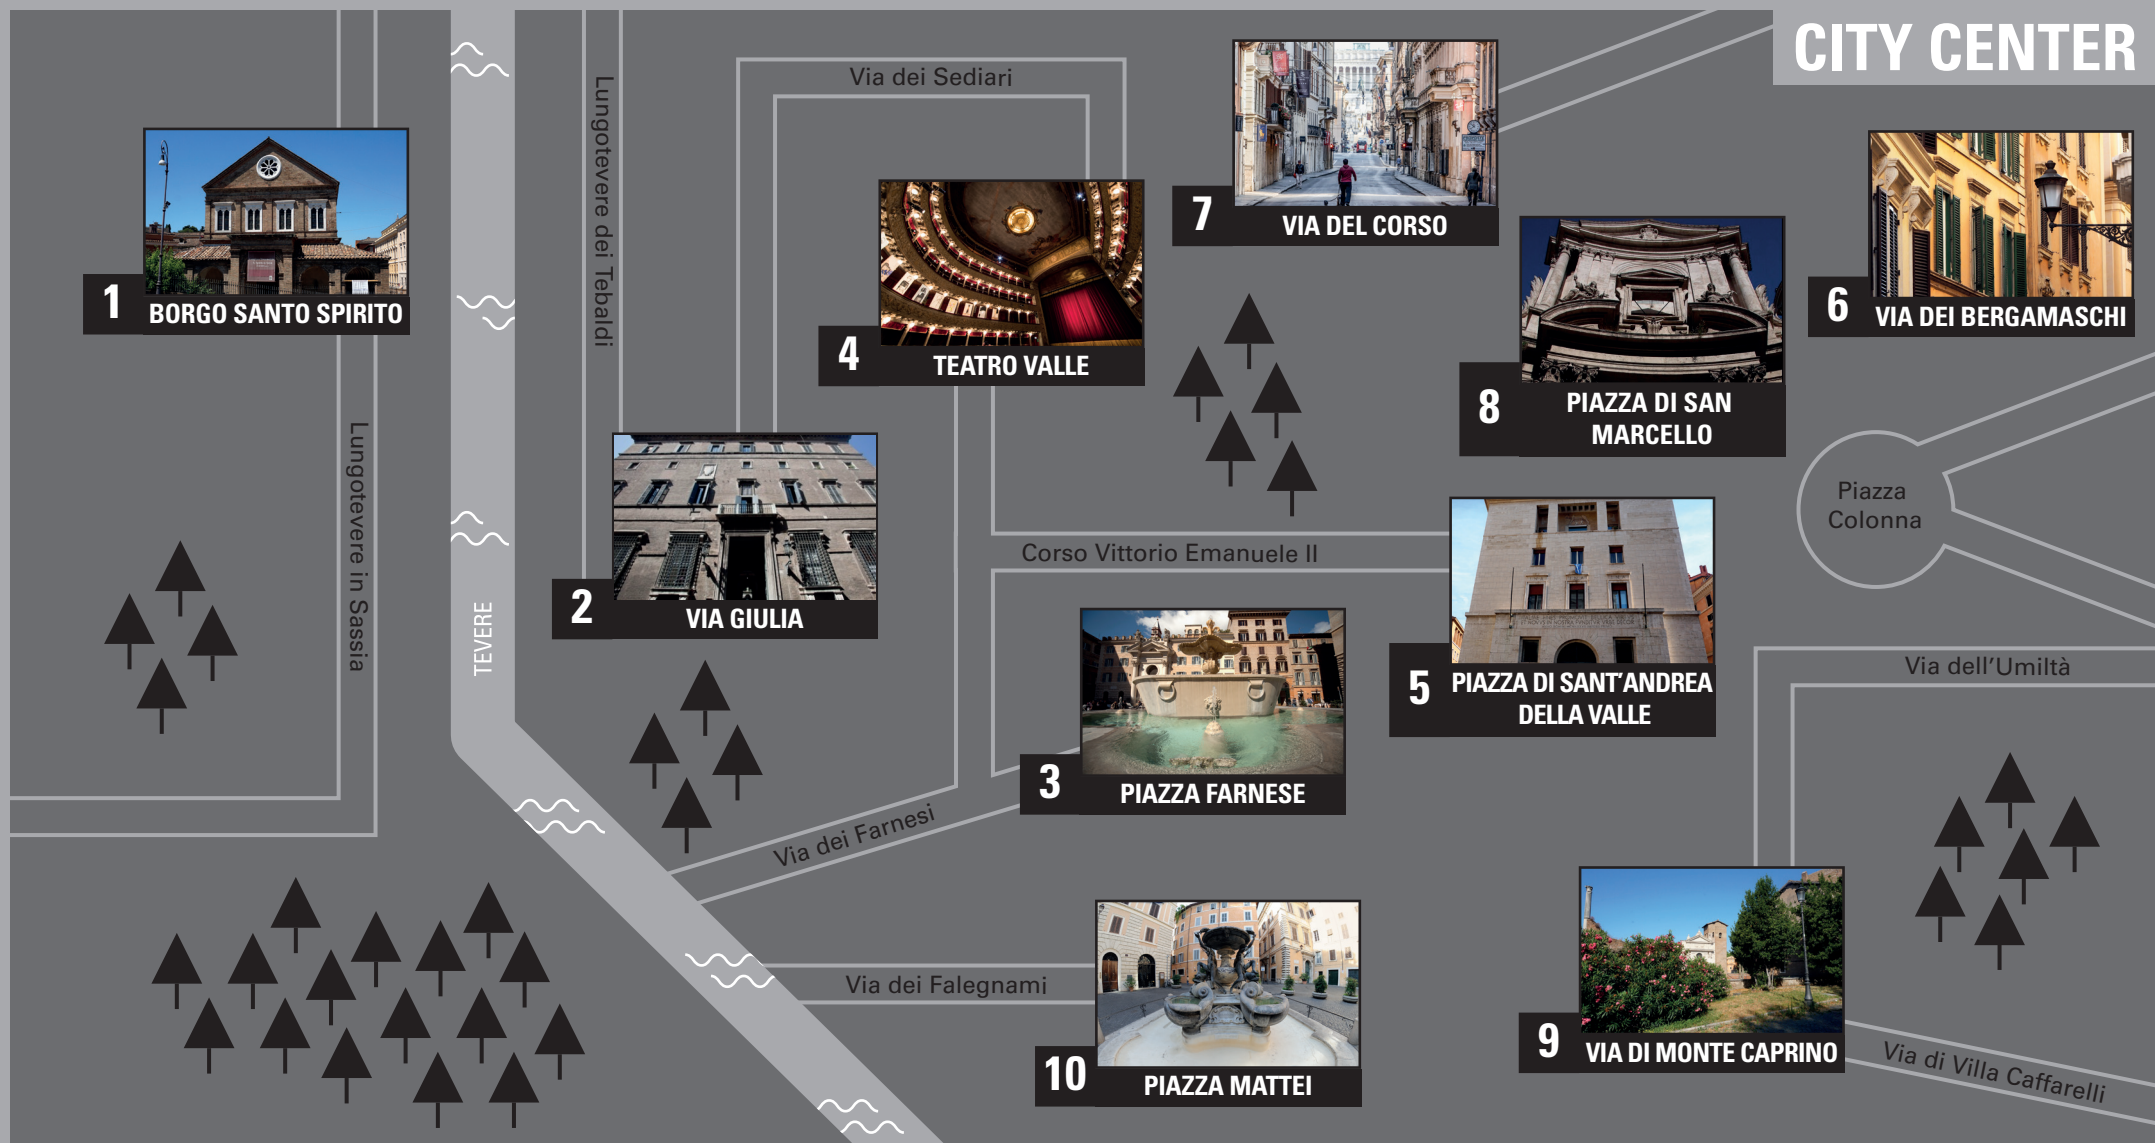 CITY CENTER
Via dei Sediari
Lungotevere dei Tebaldi
7
VIA DEL CORSO
1
BORGO SANTO SPIRITO
6
VIA DEI BERGAMASCHI
4
TEATRO VALLE
8
PIAZZA DI SAN
MARCELLO
Lungotevere in Sassia
Piazza
Colonna
Corso Vittorio Emanuele II
2
VIA GIULIA
TEVERE
5
PIAZZA DI SANT'ANDREA
DELLA VALLE
Via dell'Umiltà
3
PIAZZA FARNESE
Via dei Farnesi
Via dei Falegnami
10
PIAZZA MATTEI
9
VIA DI MONTE CAPRINO
Via di Villa Caffarelli